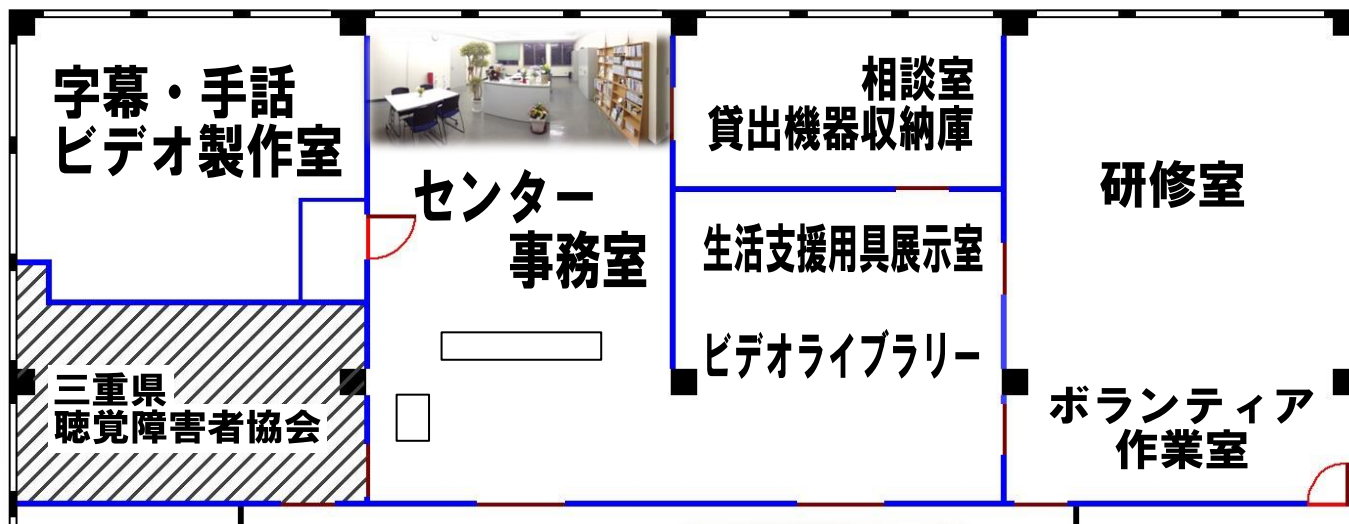 字幕・手話
ビデオ製作室
センター
事務室
相談室
貸出機器収納庫
生活支援用具展示室
ビデオライブラリー
研修室
ボランティア
作業室
三重県
聴覚障害者協会